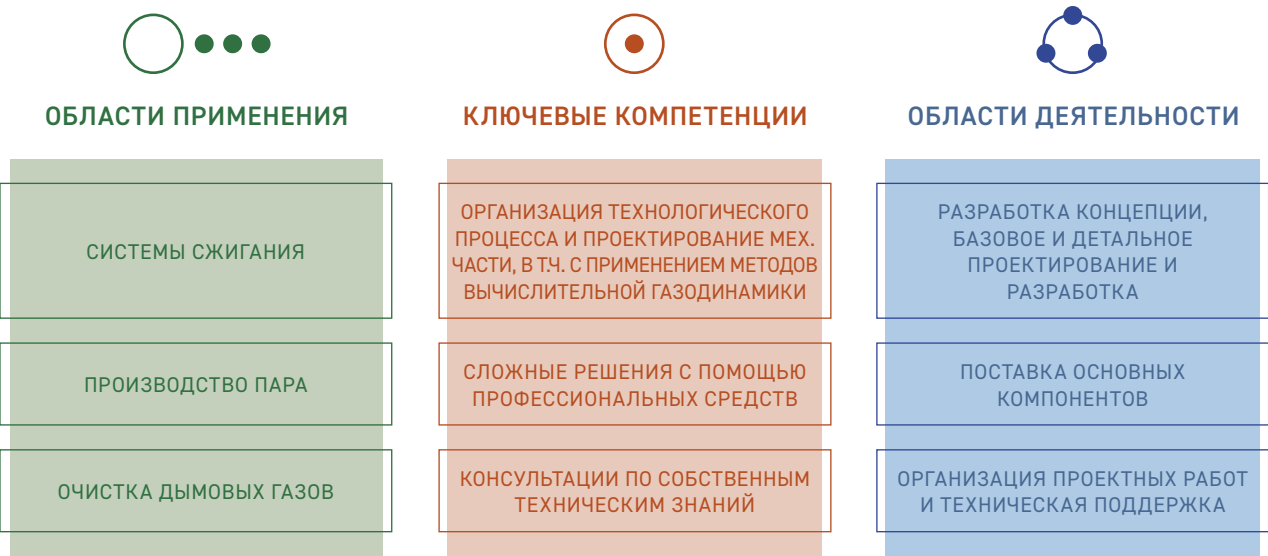 ОБЛАСТИ ПРИМЕНЕНИЯ
СИСТЕМЫ СЖИГАНИЯ
ПРОИЗВОДСТВО ПАРА
ОЧИСТКА ДЫМОВЫХ ГАЗОВ
КЛЮЧЕВЫЕ КОМПЕТЕНЦИИ
ОРГАНИЗАЦИЯ ТЕХНОЛОГИЧЕСКОГО
ПРОЦЕССА И ПРОЕКТИРОВАНИЕ МЕХ.
ЧАСТИ, В Т.Ч. С ПРИМЕНЕНИЕМ МЕТОДОВ
ВЫЧИСЛИТЕЛЬНОЙ ГАЗОДИНАМИКИ
СЛОЖНЫЕ РЕШЕНИЯ С ПОМОЩЬЮ
ПРОФЕССИОНАЛЬНЫХ СРЕДСТВ
КОНСУЛЬТАЦИИ ПО СОБСТВЕННЫМ
ТЕХНИЧЕСКИМ ЗНАНИЙ
ОБЛАСТИ ДЕЯТЕЛЬНОСТИ
РАЗРАБОТКА КОНЦЕПЦИИ,
БАЗОВОЕ И ДЕТАЛЬНОЕ
ПРОЕКТИРОВАНИЕ И
РАЗРАБОТКА
ПОСТАВКА ОСНОВНЫХ
КОМПОНЕНТОВ
ОРГАНИЗАЦИЯ ПРОЕКТНЫХ РАБОТ
И ТЕХНИЧЕСКАЯ ПОДДЕРЖКА